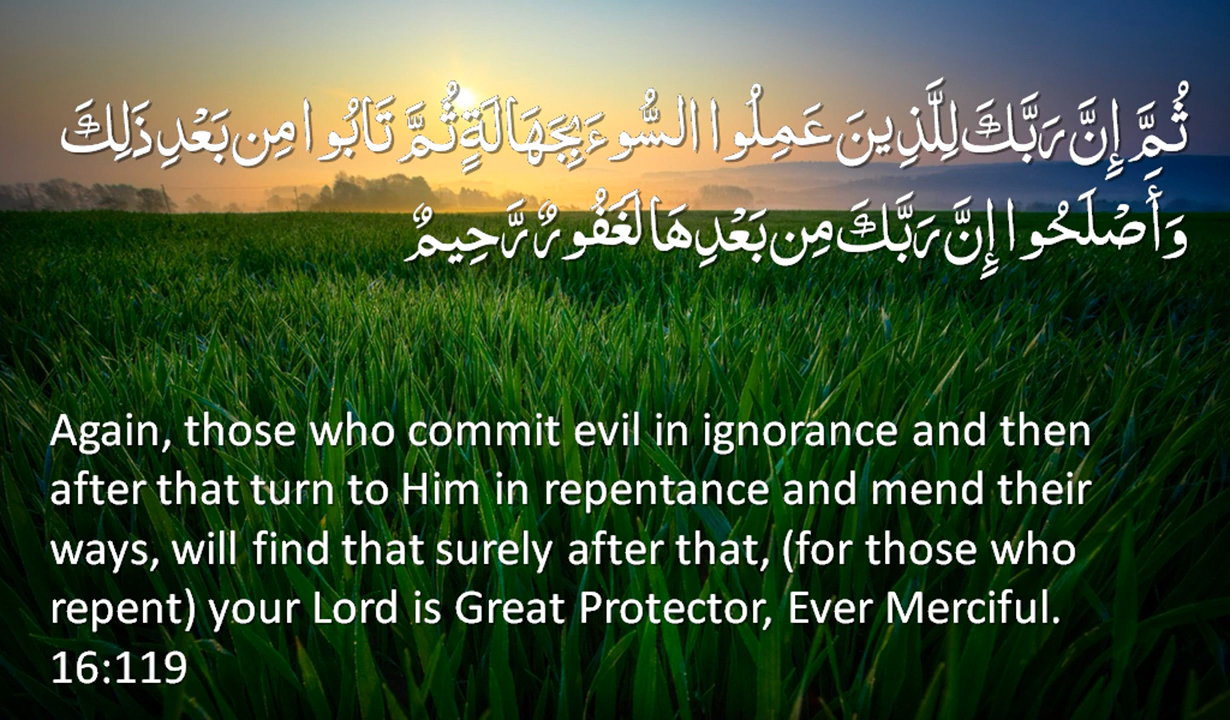 ثُمَّ إِنَّ رَبَّكَ لِلَّذِينَ عَمِلُوا السُّوءَ بِجَهَالَةٍ ثُمَّ تَابُوا مِن بَعْدِ ذَلِكَ
وَأَصْلَحُوا إِنَّ رَبَّكَ مِن بَعْدِهَا لَغَفُورٌ رَّحِيمٌ
Again, those who commit evil in ignorance and then
after that turn to Him in repentance and mend their
ways, will find that surely after that, (for those who
repent) your Lord is Great Protector, Ever Merciful.
16:119